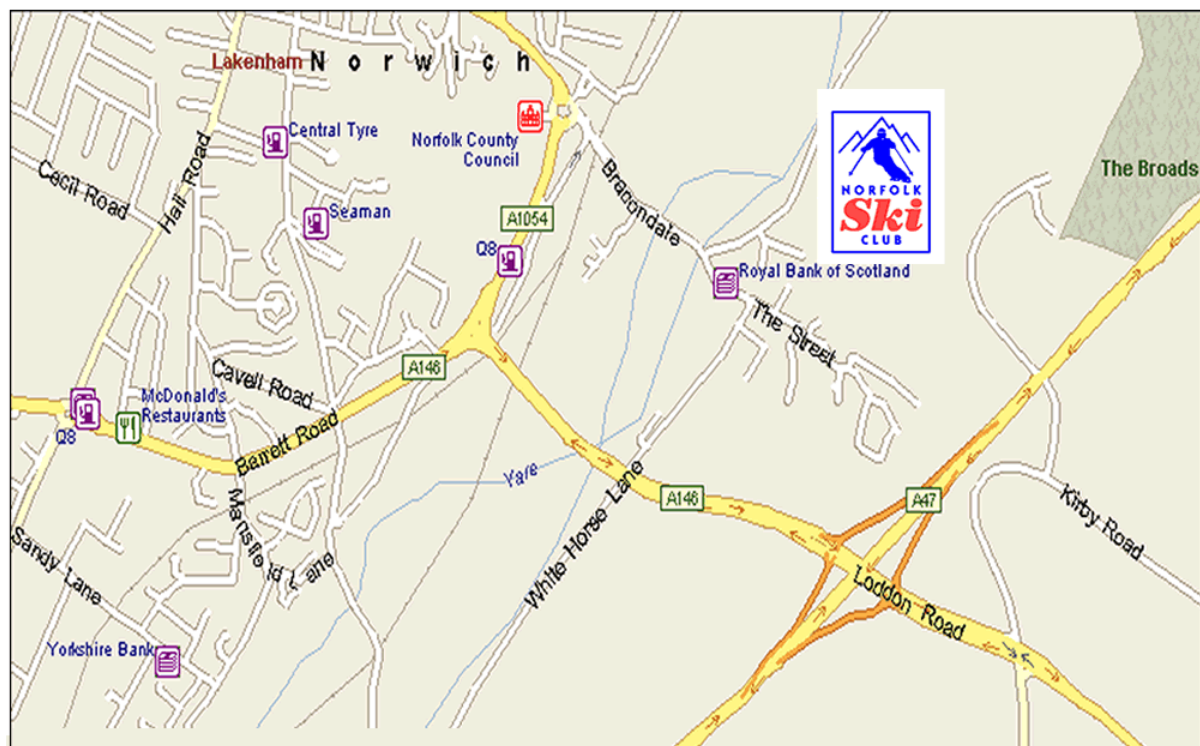 Lakenham
Norwich
Central Tyre
Norfolk County
Council
Cecil Road
Hall Road
Seaman
A1054
Q8
Bracondale
NORFOLK
Ski
CLUB
The Broads
Royal Bank of Scotland
The Street
Cavell Road
A146
McDonald's
Restaurants
Q8
Barrett Road
Yare
White Horse Lane
A146
A47
Kirby Road
Mansfield Lane
Sandy Lane
Loddon Road
Yorkshire Bank